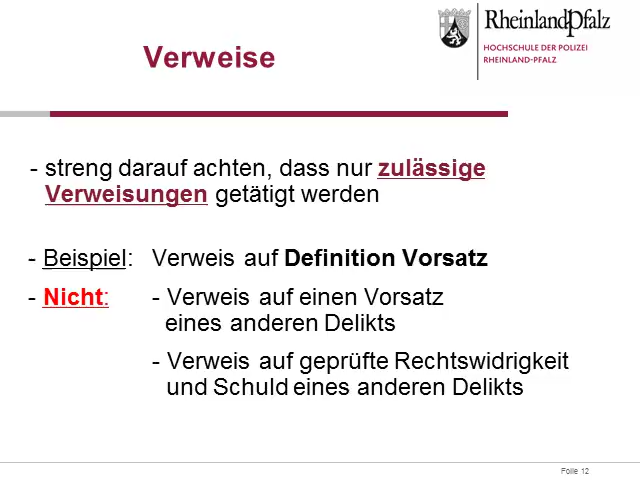 RheinlandPfalz
HOCHSCHULE DER POLIZEI
RHEINLAND-PFALZ
Verweise
- streng darauf achten, dass nur zulässige
Verweisungen getätigt werden
- Beispiel: Verweis auf Definition Vorsatz
- Nicht: - Verweis auf einen Vorsatz
eines anderen Delikts
- Verweis auf geprüfte Rechtswidrigkeit
und Schuld eines anderen Delikts
Folie 12